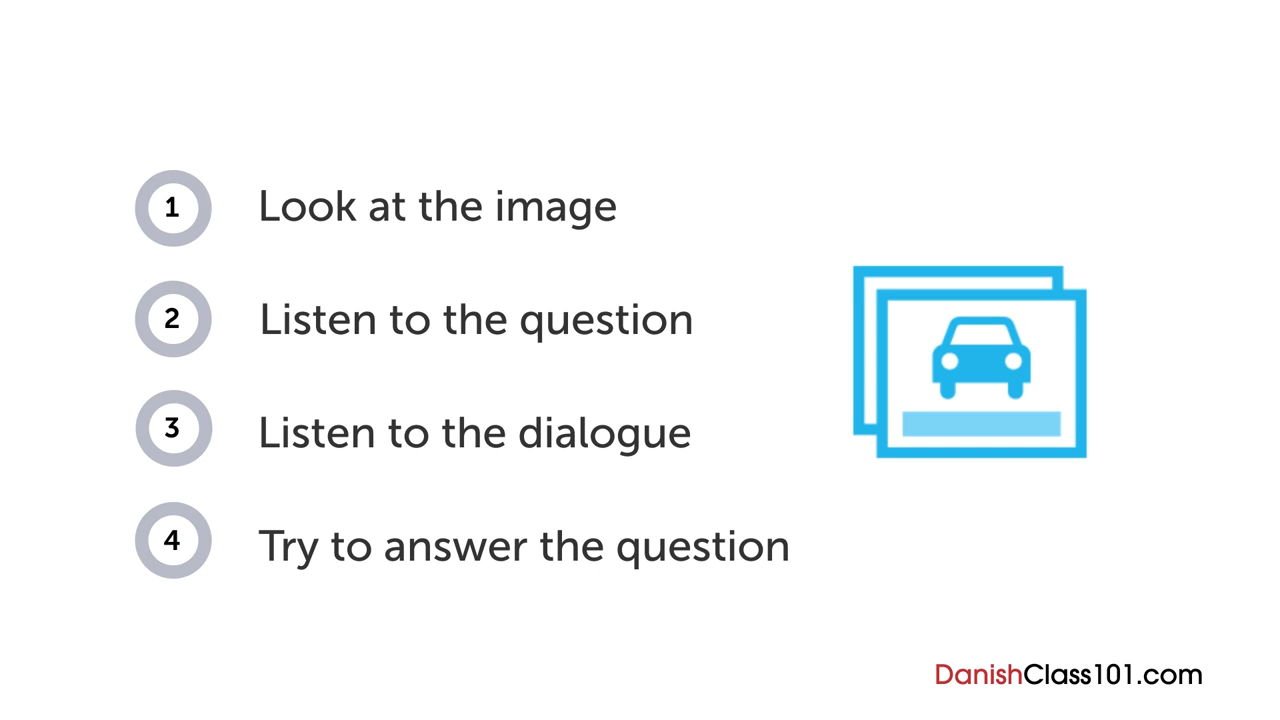 1 Look at the image
2 Listen to the question
3 Listen to the dialogue
4 Try to answer the question
DanishClass101.com